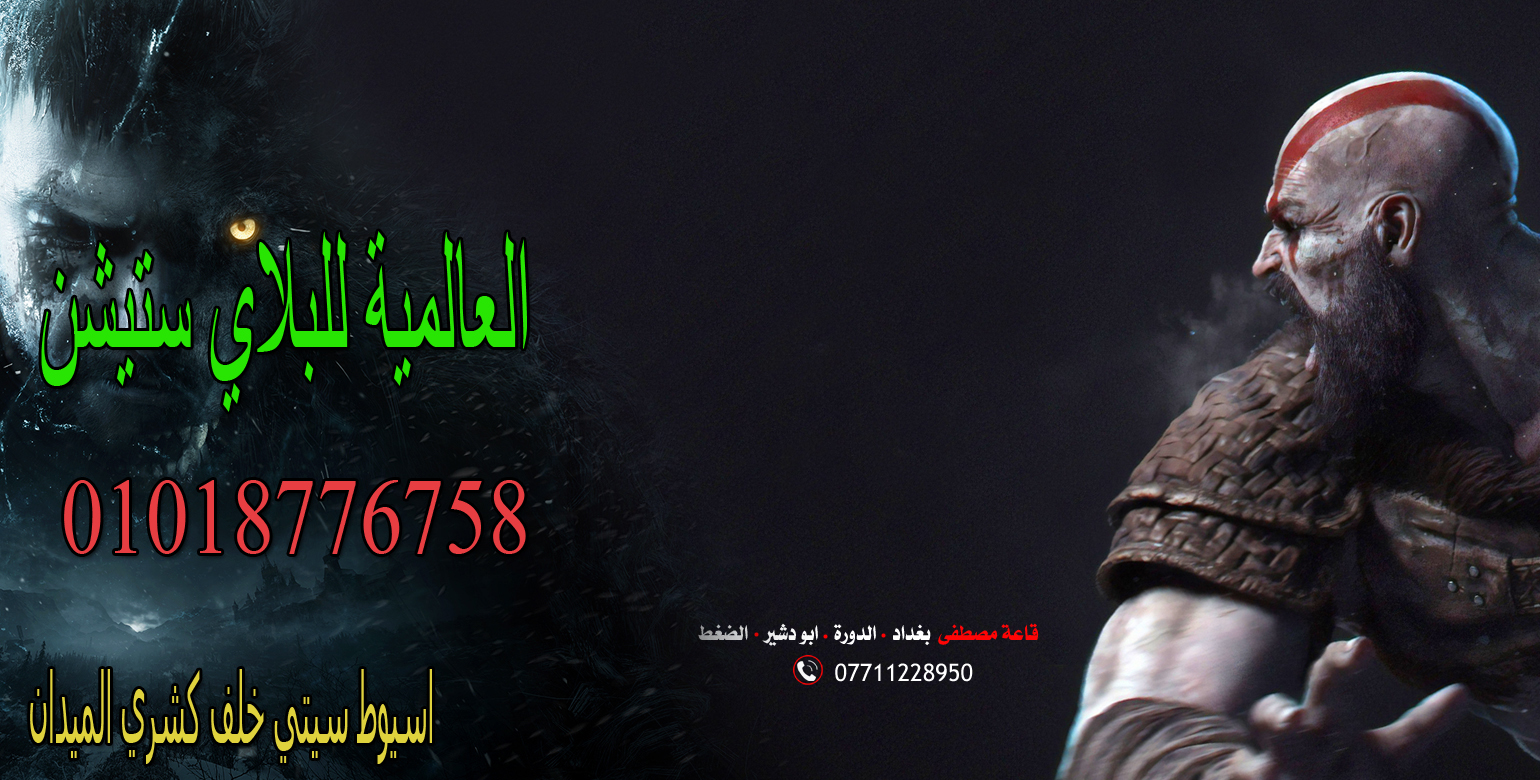 العالمية للبلاي ستيشن
01018776758
اسيوط سيتي خلف كشري الميدان
قاعة مصطفى بغداد • الدورة • ابو دشير • الضغط
07711228950